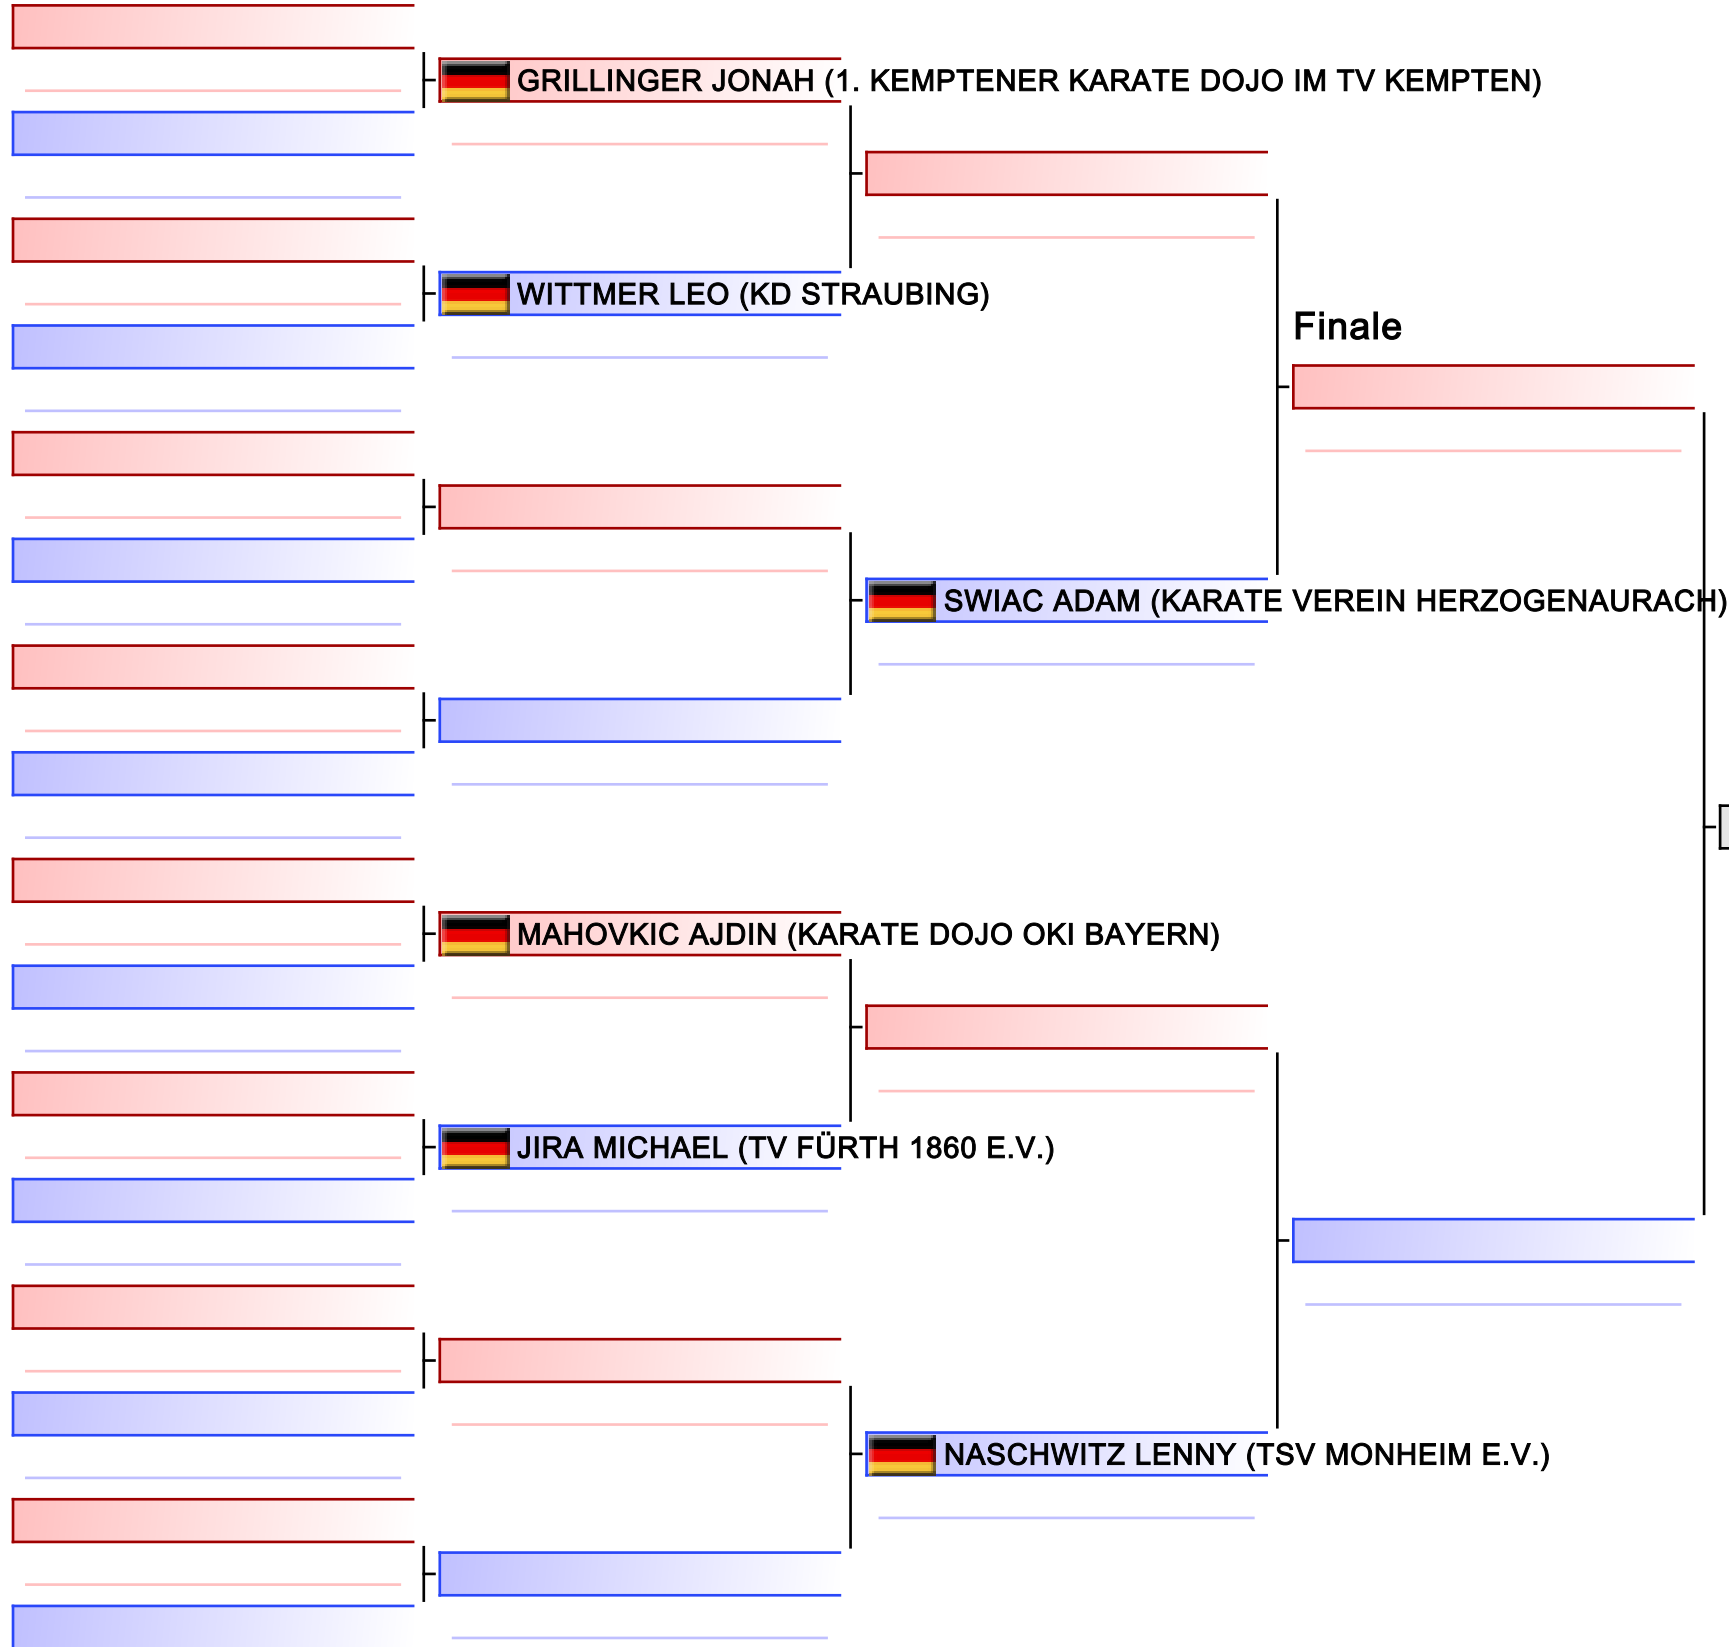 GRILLINGER JONAH (1. KEMPTENER KARATE DOJO IM TV KEMPTEN)
WITTMER LEO (KD STRAUBING)
Finale
SWIAC ADAM (KARATE VEREIN HERZOGENAURACH)
MAHOVKIC AJDIN (KARATE DOJO OKI BAYERN)
JIRA MICHAEL (TV FÜRTH 1860 E.V.)
NASCHWITZ LENNY (TSV MONHEIM E.V.)